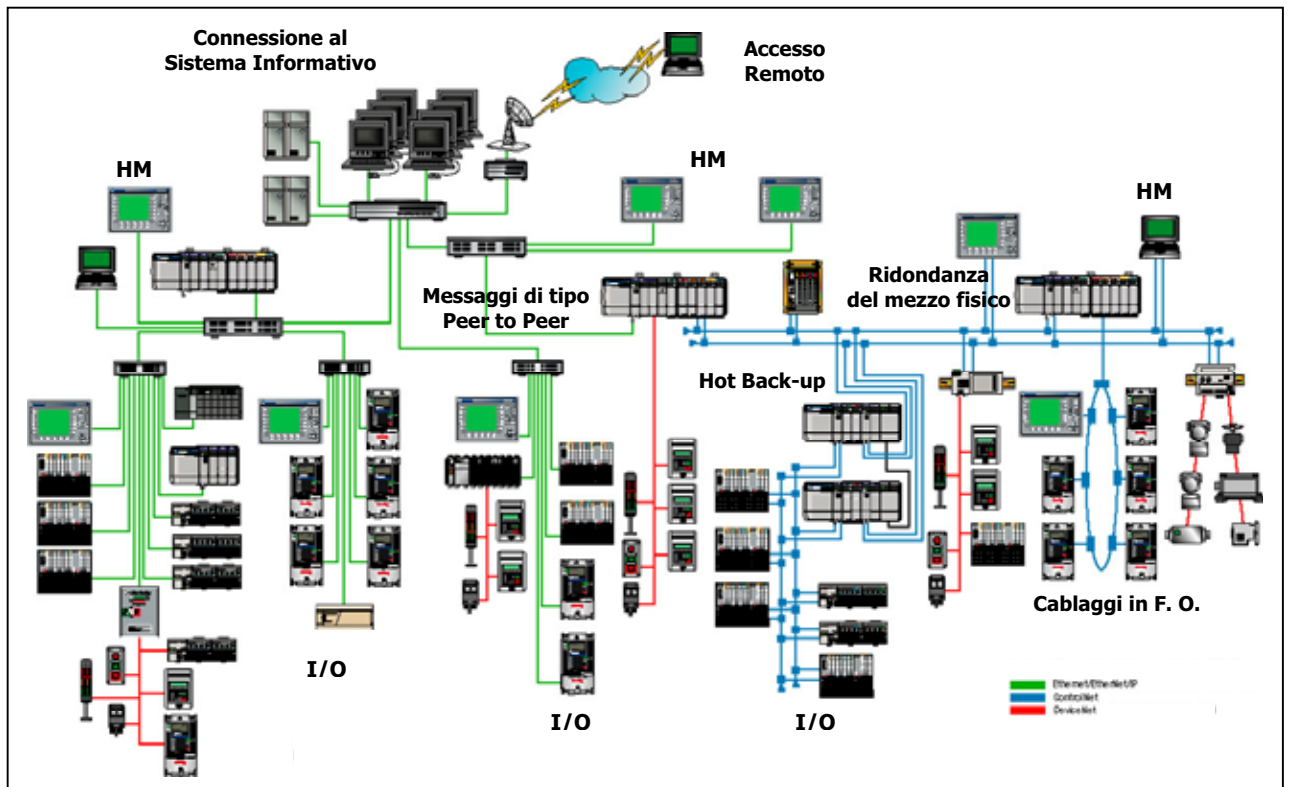 Connessione al
Sistema Informativo
Accesso
Remoto
HM
HM
HM
Messaggi di tipo
Peer to Peer
Ridondanza
del mezzo fisico
Hot Back-up
Cablaggi in F. O.
I/O
I/O
I/O
Ethernet/EtherNet/IP
ControlNet
DeviceNet